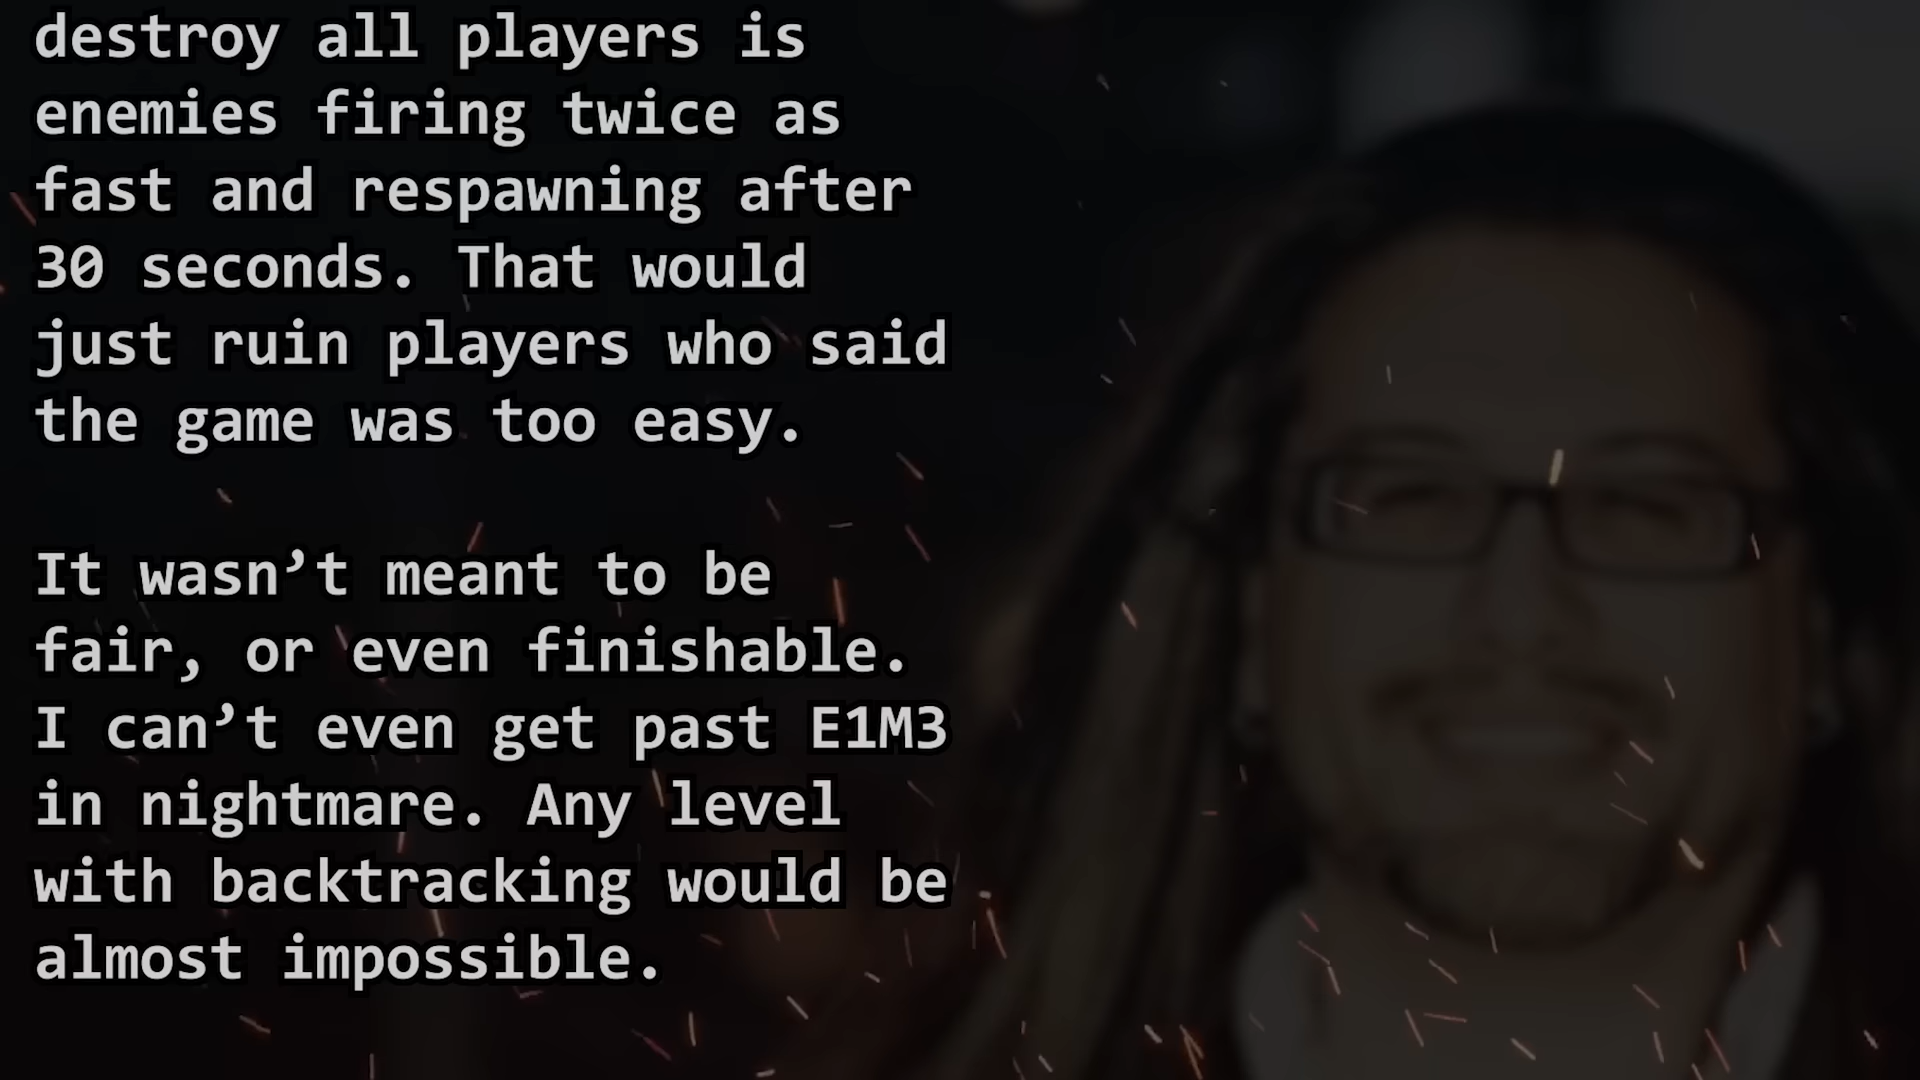 destroy all players is
enemies firing twice as
fast and respawning after
30 seconds. That would
just ruin players who said
the game was too easy.
It wasn’t meant to be
fair, or even finishable.
I can’t even get past E1M3
in nightmare. Any level
with backtracking would be
almost impossible.